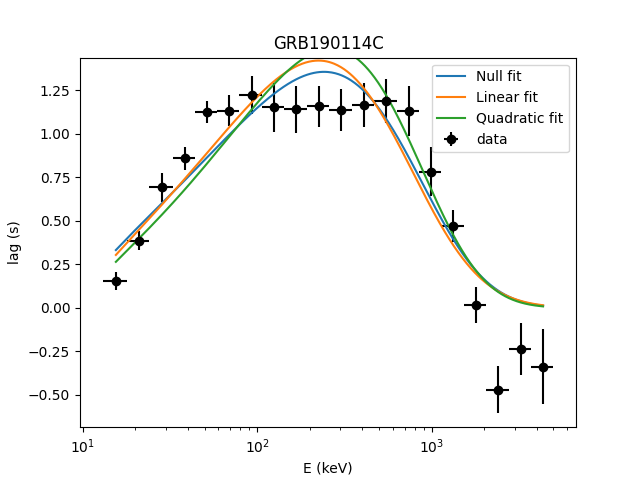 GRB190114C
Null fit
Linear fit
Quadratic fit
data
lag (s)
1.25
1.00
0.75
0.50
0.25
0.00
−0.25
−0.50
10¹ 10² 10³
E (keV)